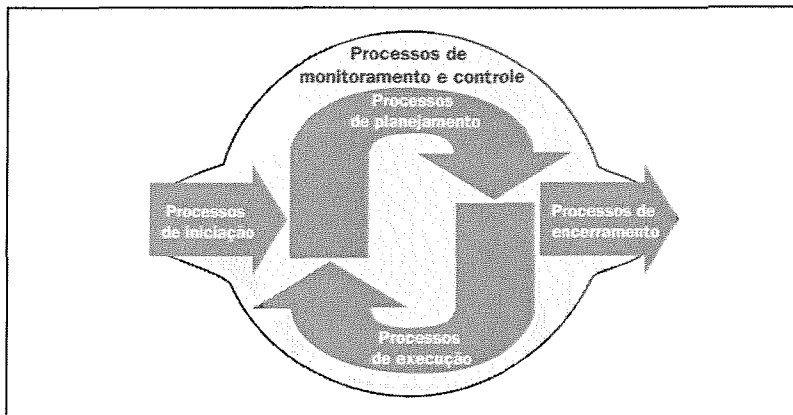 Processos de
monitoramento e controle
Processos
de planejamento
Processos
de iniciação
Processos de
encerramento
Processos
de execução